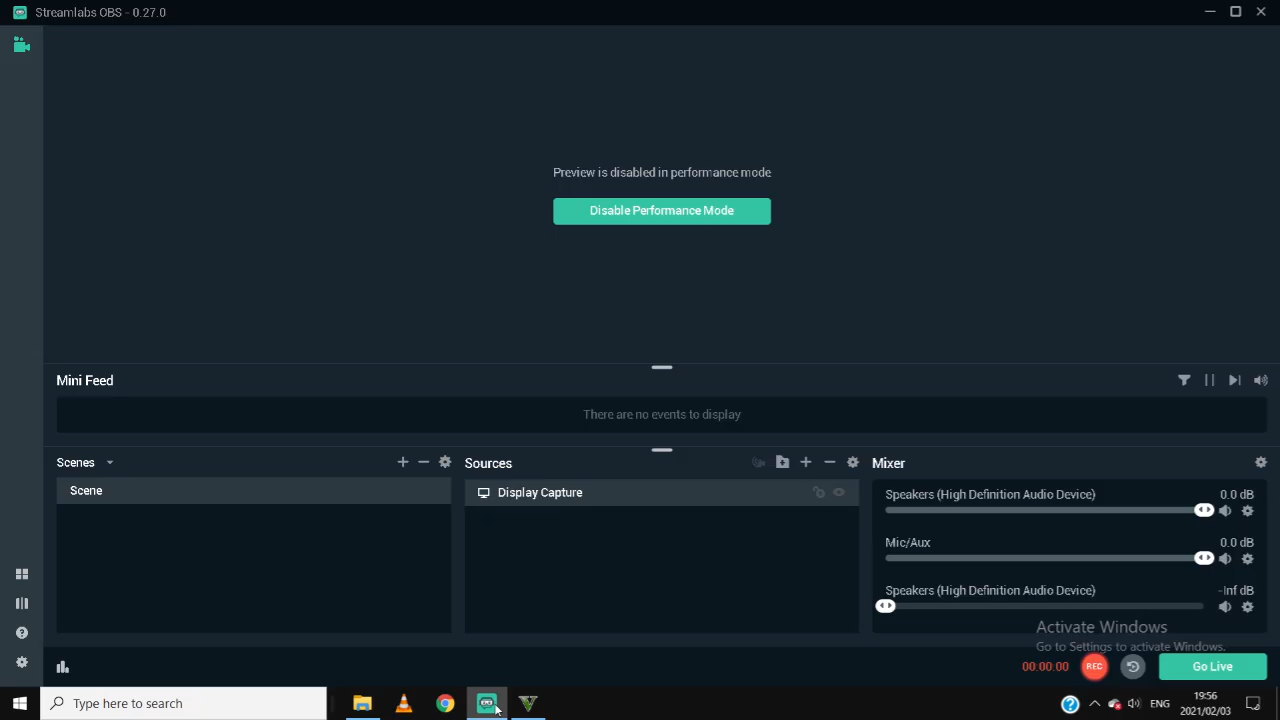 Streamlabs OBS - 0.27.0
Preview is disabled in performance mode
Disable Performance Mode
Mini Feed
There are no events to display
Scenes
Scene
Sources
Display Capture
Mixer
Speakers (High Definition Audio Device) 0.0 dB
Mic/Aux 0.0 dB
Speakers (High Definition Audio Device) -Inf dB
Activate Windows
Go to Settings to activate Windows.
00:00:00 REC Go Live
Type here to search
ENG
19:56
2021/02/03